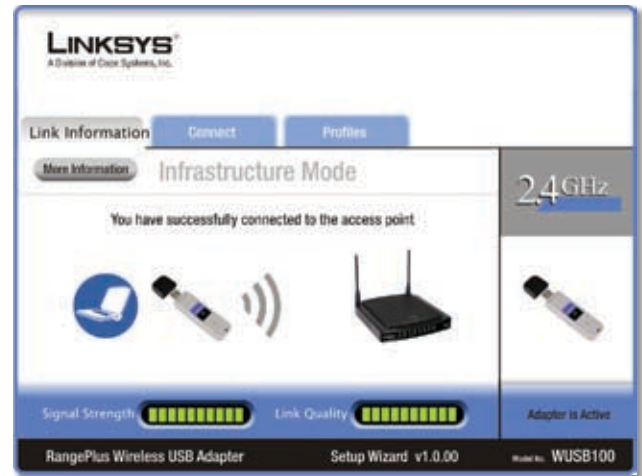 LINKSYS®
A Division of Cisco Systems, Inc.
Link Information Connect Profiles
More Information Infrastructure Mode
2.4GHz
You have successfully connected to the access point
Signal Strength Link Quality Adapter is Active
RangePlus Wireless USB Adapter Setup Wizard v1.0.00 Model No. WUSB100